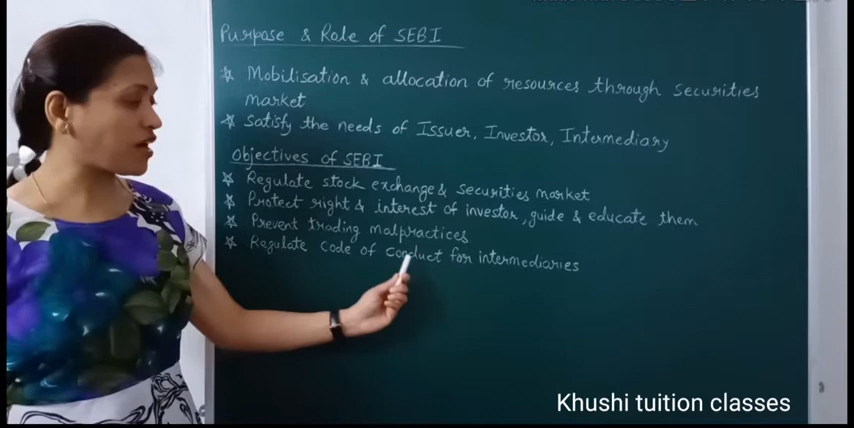 Purpose & Role of SEBI
☆ Mobilisation & allocation of resources through securities
market
☆ Satisfy the needs of Issuer, Investor, Intermediary
Objectives of SEBI
☆ Regulate stock exchange & securities market
☆ Protect right & interest of investor, guide & educate them
☆ Prevent trading malpractices
☆ Regulate code of conduct for intermediaries
Khushi tuition classes